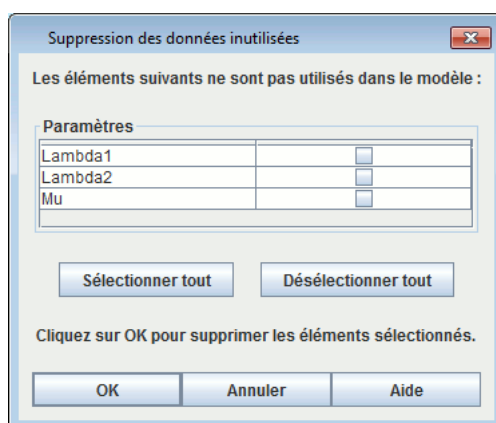 Suppression des données inutilisées
Les éléments suivants ne sont pas utilisés dans le modèle :
Paramètres
Lambda1
Lambda2
Mu
Sélectionner tout Désélectionner tout
Cliquez sur OK pour supprimer les éléments sélectionnés.
OK Annuler Aide